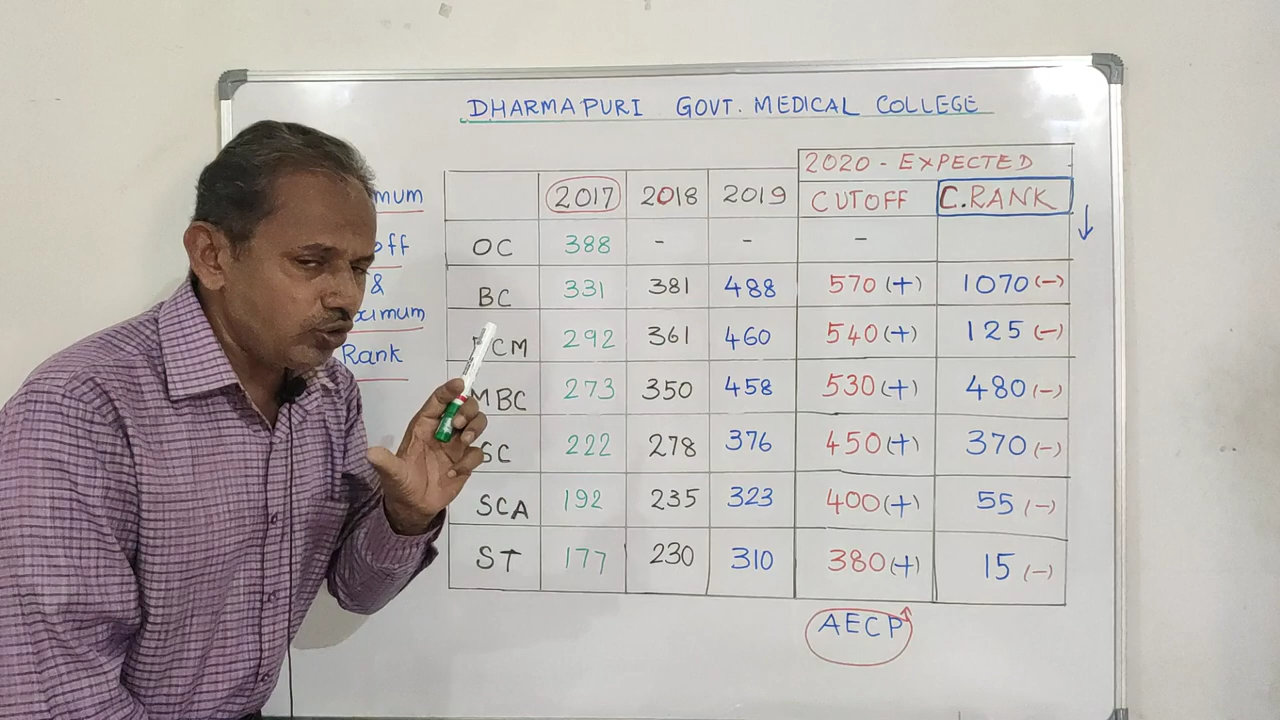 DHARMAPURI GOVT. MEDICAL COLLEGE
2020 - EXPECTED
2017 2018 2019 CUTOFF C.RANK
OC 388 - - -
BC 331 381 488 570 (+) 1070 (-)
292 361 460 540 (+) 125 (-)
MBC 273 350 458 530 (+) 480 (-)
SC 222 278 376 450 (+) 370 (-)
SCA 192 235 323 400 (+) 55 (-)
ST 177 230 310 380 (+) 15 (-)
AECP
&
Rank